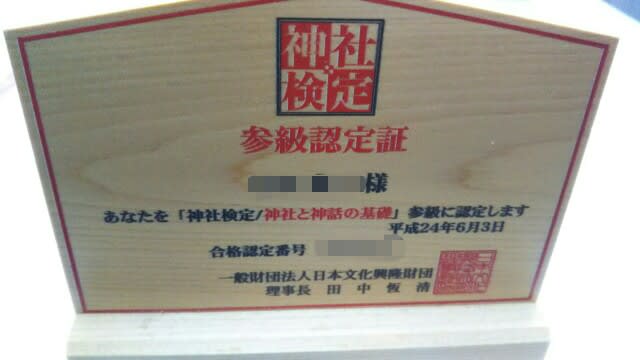 神社
検定
参級認定証
様
あなたを「神社検定/神社と神話の基礎」参級に認定します
平成24年6月3日
合格認定番号
一般財団法人日本文化興隆財団
理事長 田中恆清